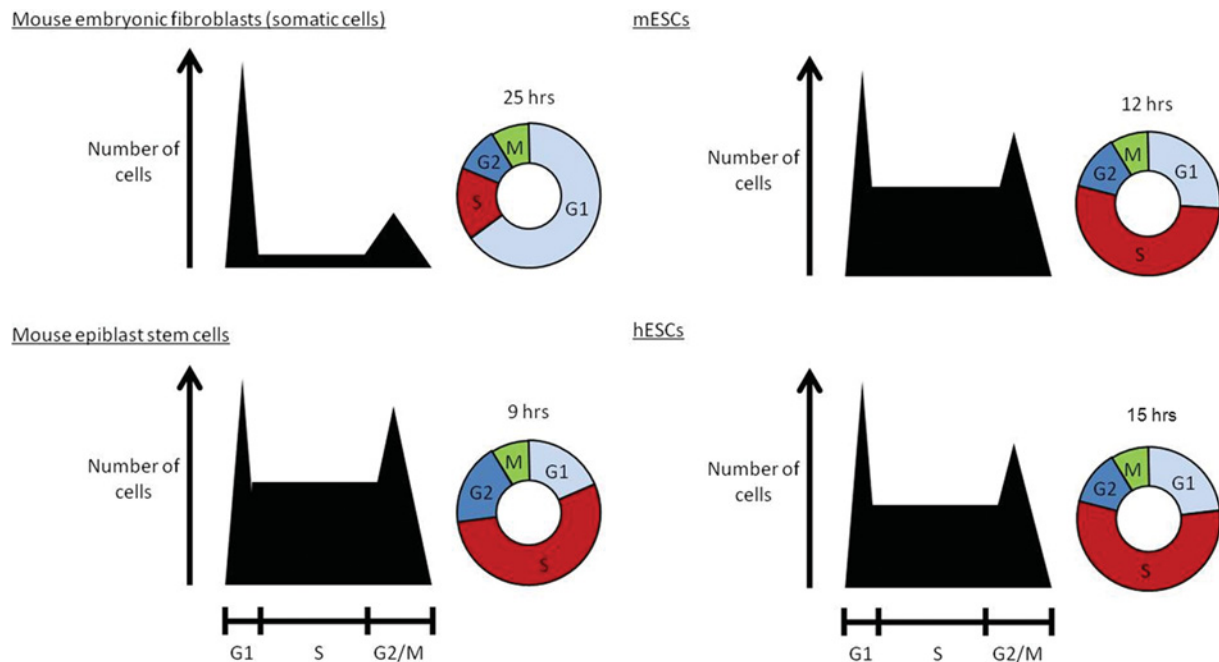 Mouse embryonic fibroblasts (somatic cells)
Number of
cells
25 hrs
M
G2
S
G1
mESCs
Number of
cells
12 hrs
M
G2
G1
S
Mouse epiblast stem cells
Number of
cells
9 hrs
M
G1
G2
S
G1
S
G2/M
hESCs
Number of
cells
15 hrs
M
G2
G1
S
G1
S
G2/M